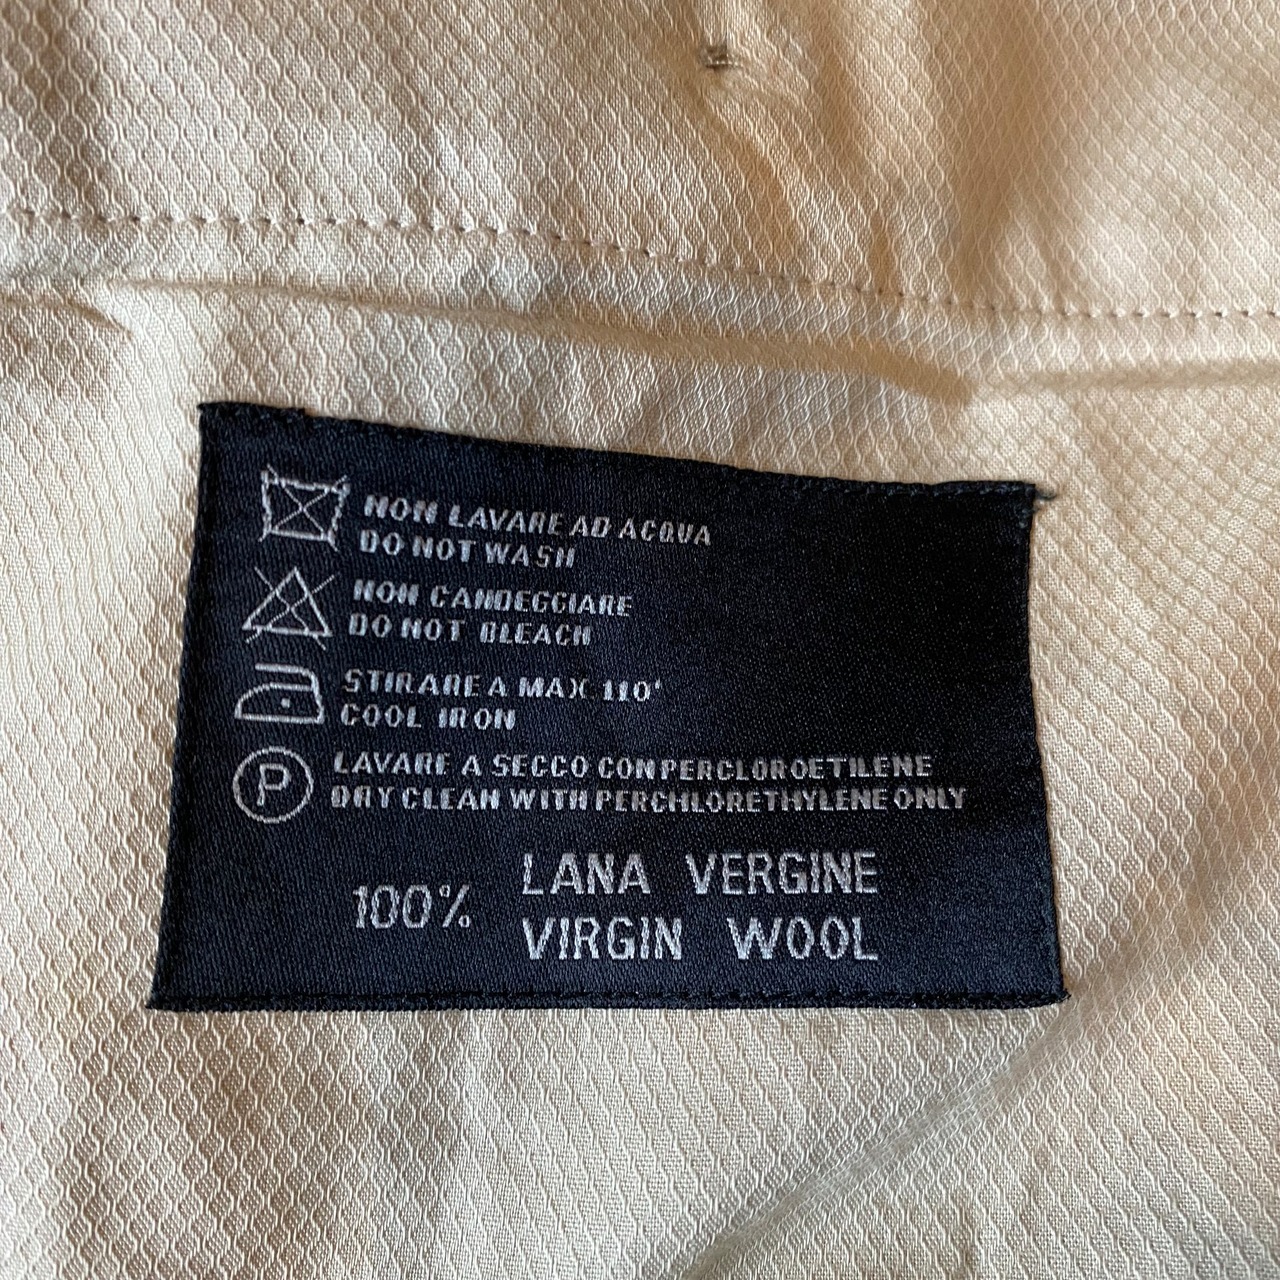 NON LAVARE AD ACQUA
DO NOT WASH
NON CANDEGGIARE
DO NOT BLEACH
STIRARE A MAX. 110°
COOL IRON
P
LAVARE A SECCO CON PERCLOROETILENE
DRY CLEAN WITH PERCHLORETHYLENE ONLY
100%
LANA VERGINE
VIRGIN WOOL